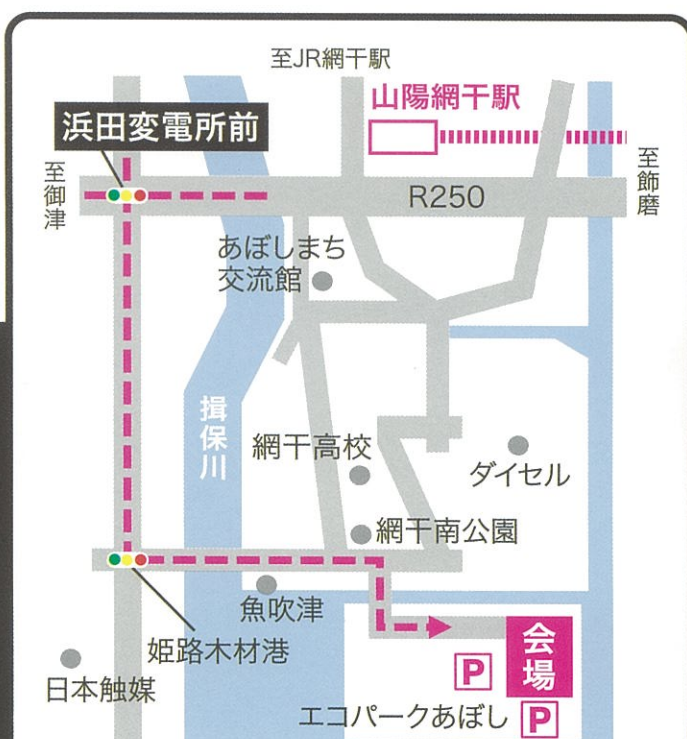 至JR網干駅
山陽網干駅
浜田変電所前
至御津
至飾磨
R250
あぼしまち
交流館
揖保川
網干高校
ダイセル
網干南公園
魚吹津
姫路木材港
日本触媒
会場
P
エコパークあぼし
P